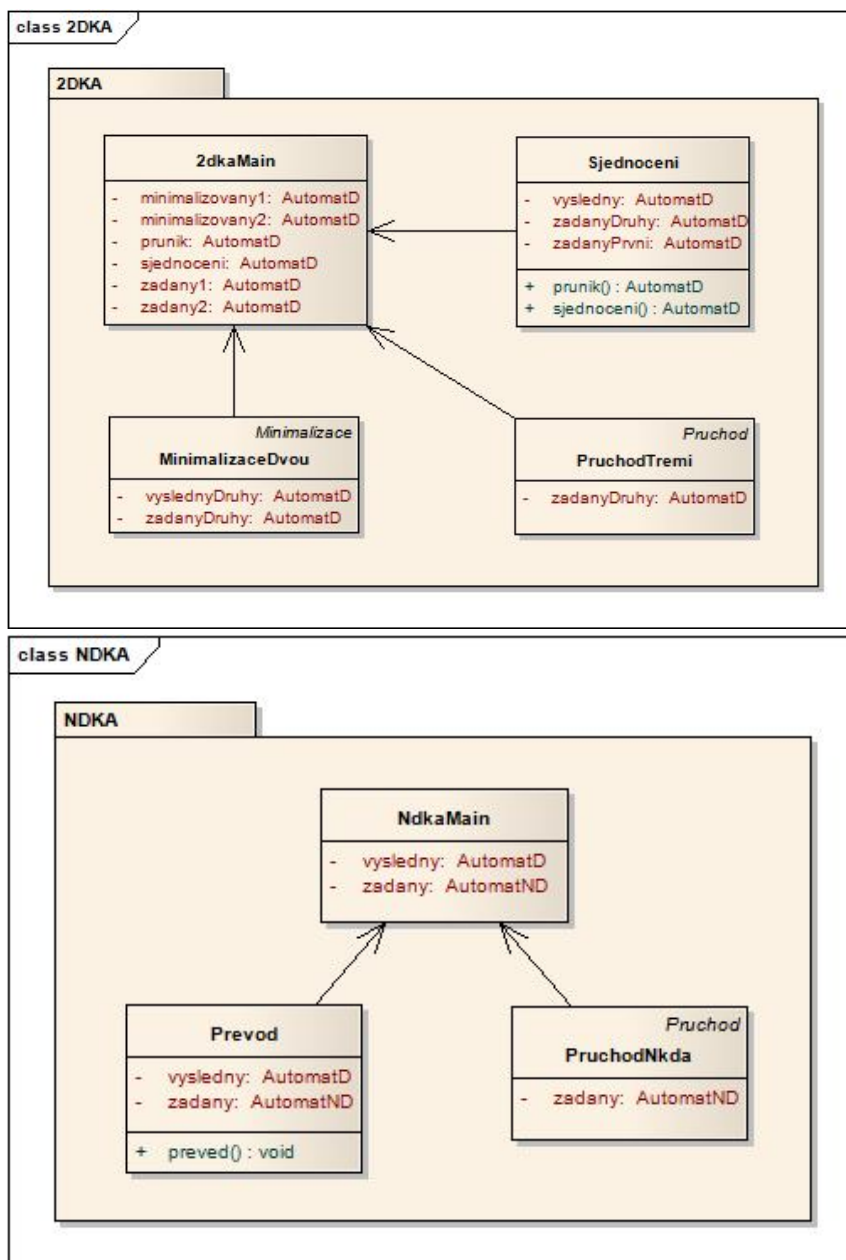 class 2DKA
2DKA
2dkaMain
- minimalizovany1: AutomatD
- minimalizovany2: AutomatD
- prunik: AutomatD
- sjednoceni: AutomatD
- zadany1: AutomatD
- zadany2: AutomatD
Sjednoceni
- vysledny: AutomatD
- zadanyDruhy: AutomatD
- zadanyPrvni: AutomatD
+ prunik() : AutomatD
+ sjednoceni() : AutomatD
Minimalizace
MinimalizaceDvou
- vyslednyDruhy: AutomatD
- zadanyDruhy: AutomatD
Pruchod
PruchodTremi
- zadanyDruhy: AutomatD
class NDKA
NDKA
NdkaMain
- vysledny: AutomatD
- zadany: AutomatND
Prevod
- vysledny: AutomatD
- zadany: AutomatND
+ preved() : void
Pruchod
PruchodNkda
- zadany: AutomatND